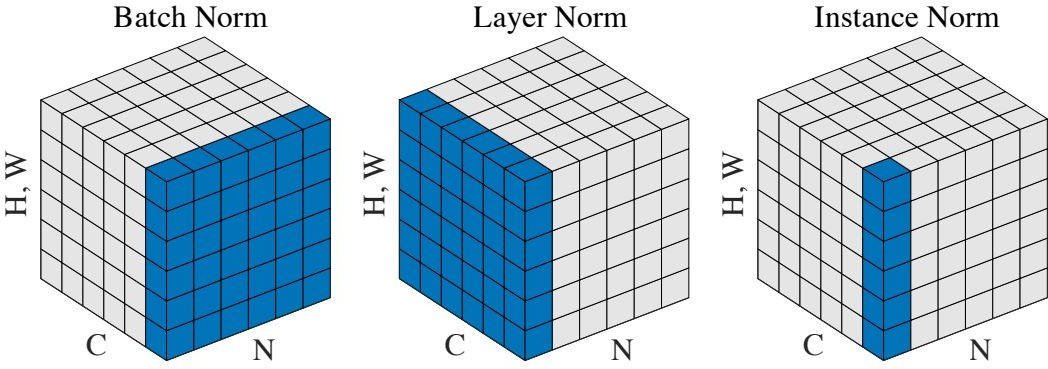 Batch Norm
H, W
C
N
Layer Norm
H, W
C
N
Instance Norm
H, W
C
N